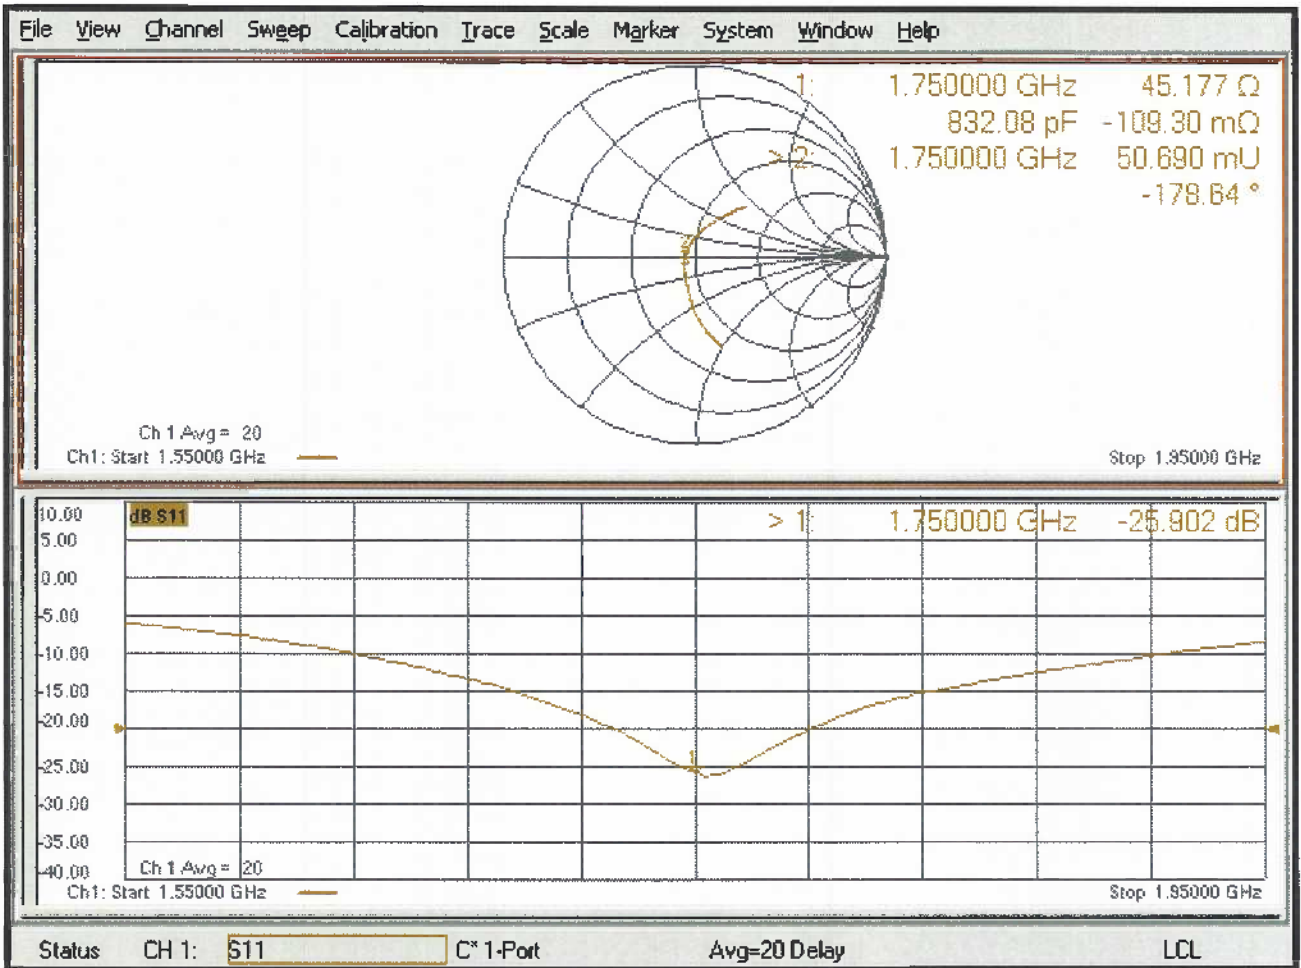 File View Channel Sweep Calibration Trace Scale Marker System Window Help
1: 1.750000 GHz 45.177 Ω
832.08 pF -109.30 mΩ
> 2: 1.750000 GHz 50.690 mU
-178.64 °
Ch 1 Avg = 20
Ch1: Start 1.55000 GHz
Stop 1.95000 GHz
10.00
dB S11
> 1: 1.750000 GHz -25.902 dB
5.00
0.00
-5.00
-10.00
-15.00
-20.00
1
-25.00
-30.00
-35.00
-40.00
Ch 1 Avg = 20
Ch1: Start 1.55000 GHz
Stop 1.95000 GHz
Status CH 1: S11 C* 1-Port Avg=20 Delay LCL